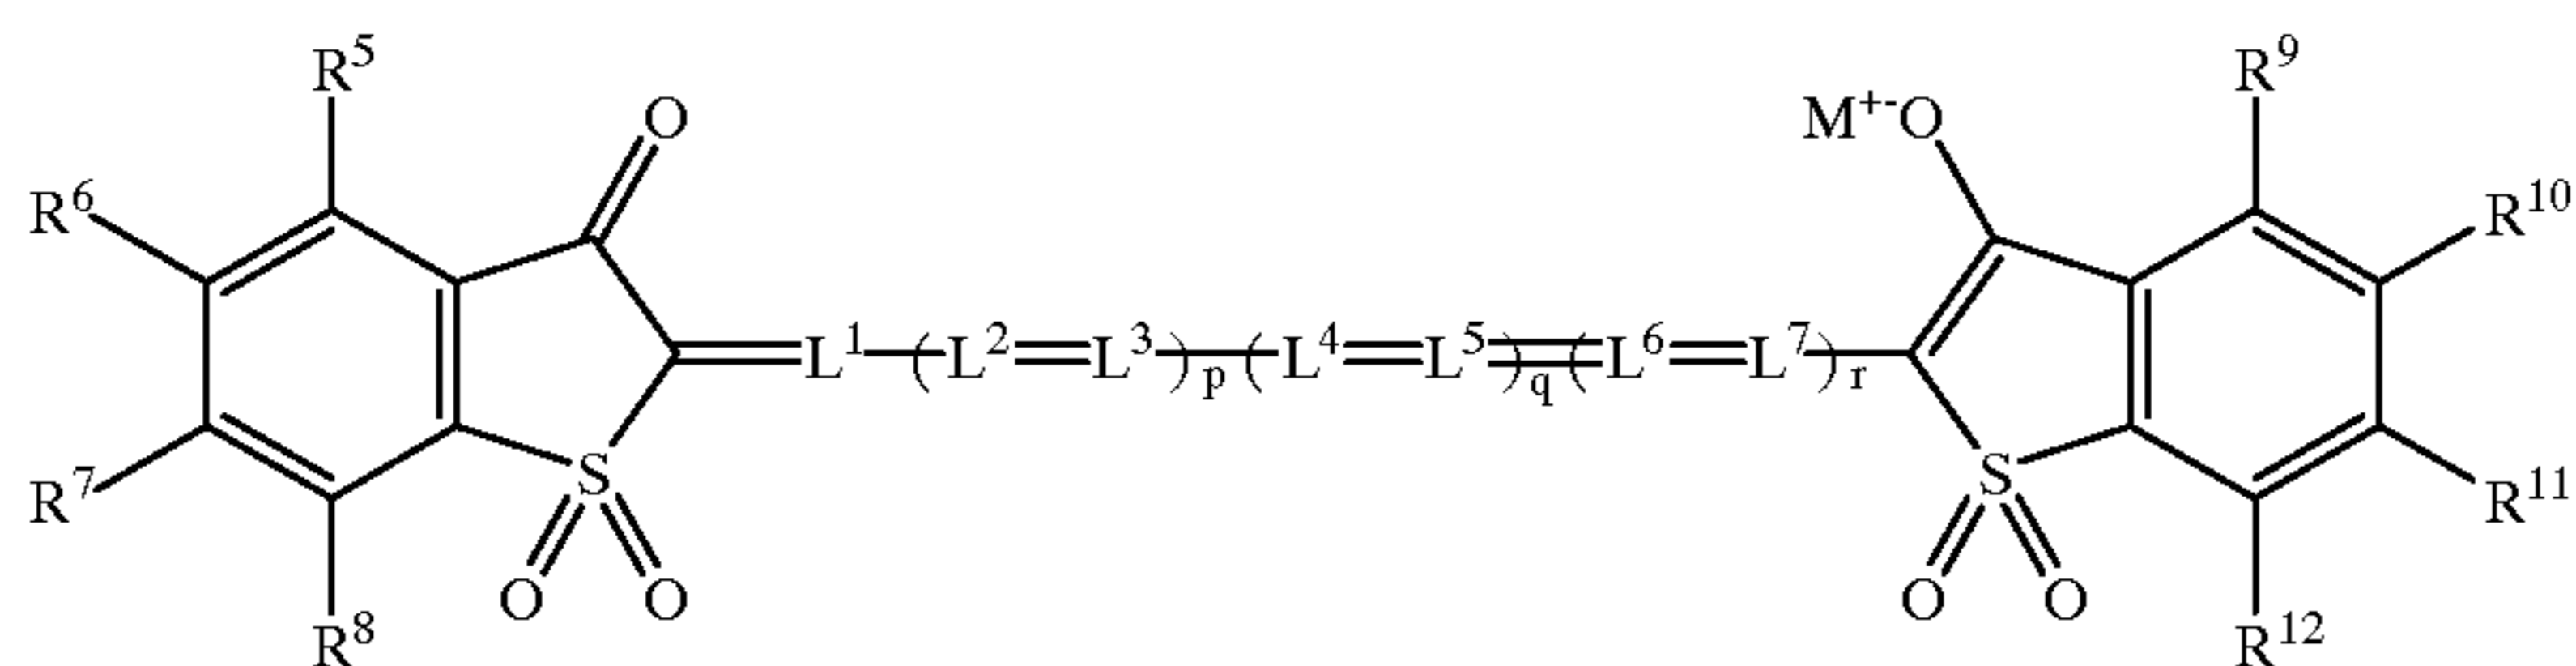 R⁵ R⁹
O M⁺⁻O
R⁶ R¹⁰
=L¹—(L²=L³)p(L⁴=L⁵)q(L⁶=L⁷)r
R⁷ S S R¹¹
O O O O
R⁸ R¹²